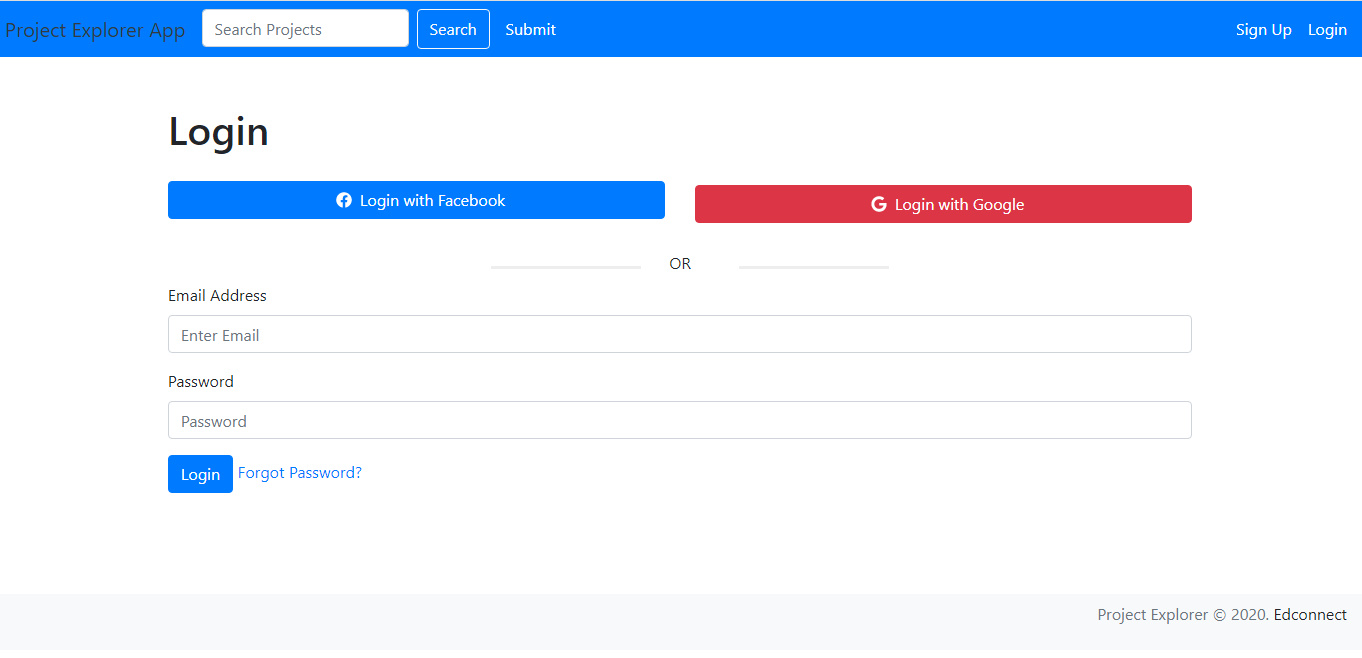 Project Explorer App Search Projects Search Submit Sign Up Login
Login
Login with Facebook Login with Google
OR
Email Address
Enter Email
Password
Password
Login Forgot Password?
Project Explorer © 2020. Edconnect